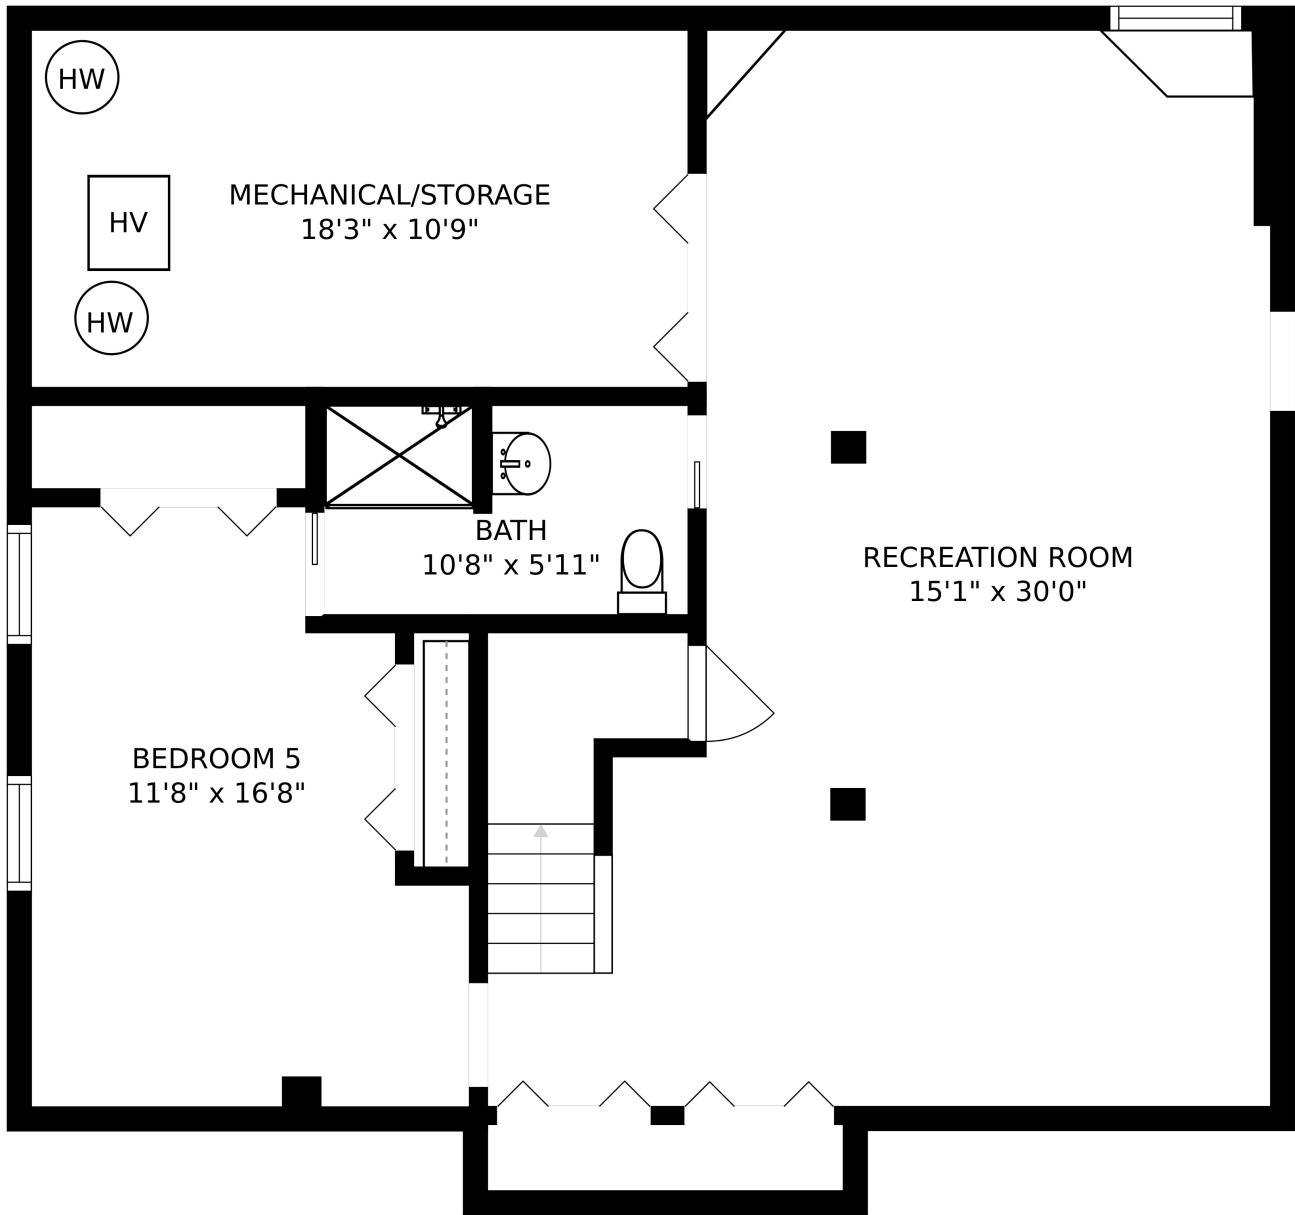 HW
MECHANICAL/STORAGE
18'3" x 10'9"
HV
HW
BATH
10'8" x 5'11"
RECREATION ROOM
15'1" x 30'0"
BEDROOM 5
11'8" x 16'8"